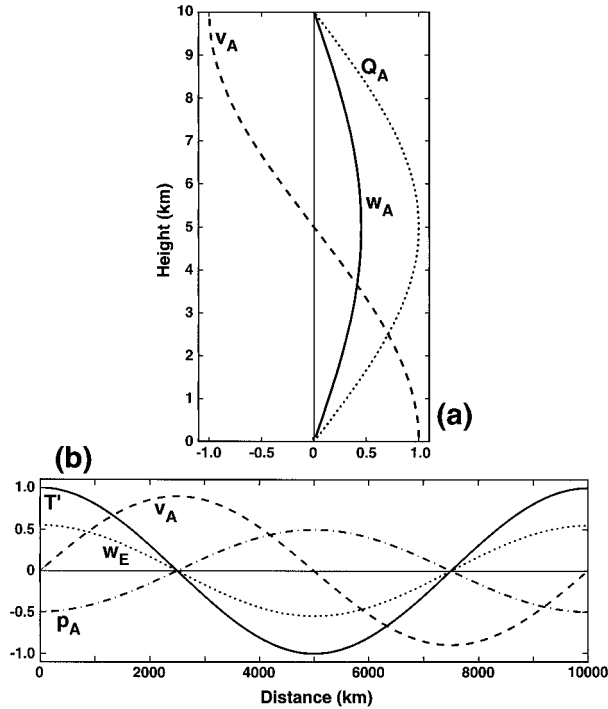 10
9
8
7
6
5
4
3
2
1
0
Height (km)
v_A
Q_A
w_A
-1.0 -0.5 0 0.5 1.0
(a)
(b)
1.0
0.5
0
-0.5
-1.0
T'
v_A
w_E
p_A
0 2000 4000 6000 8000 10000
Distance (km)